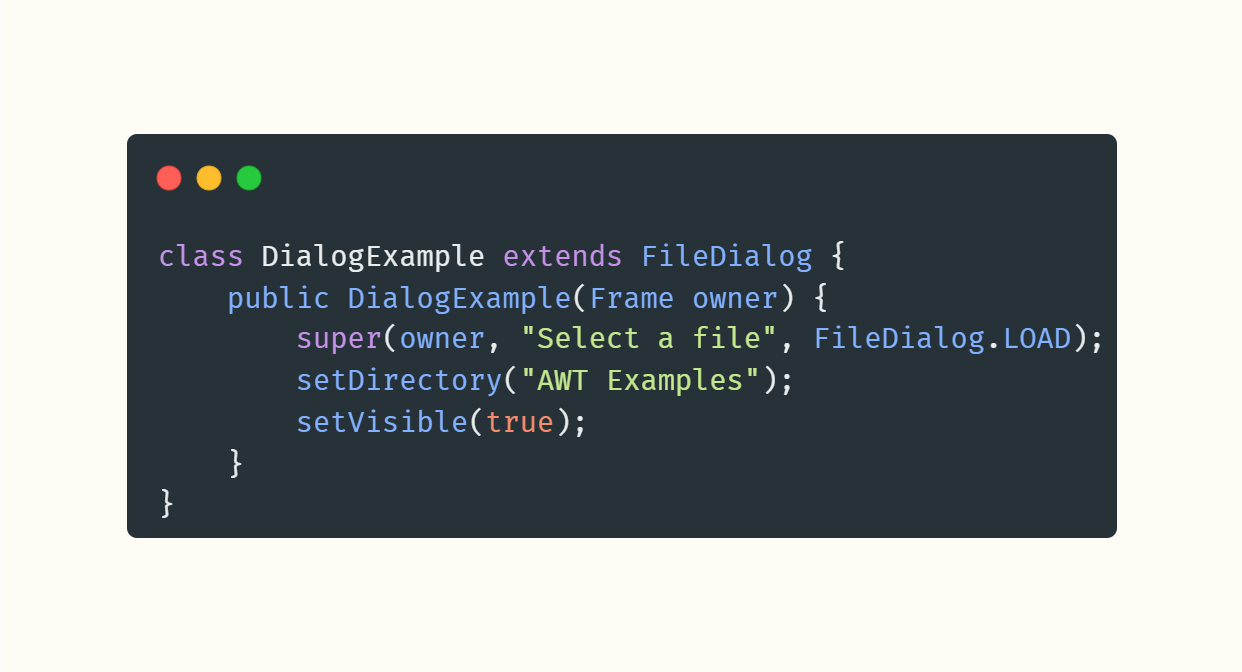 class DialogExample extends FileDialog {
    public DialogExample(Frame owner) {
        super(owner, "Select a file", FileDialog.LOAD);
        setDirectory("AWT Examples");
        setVisible(true);
    }
}